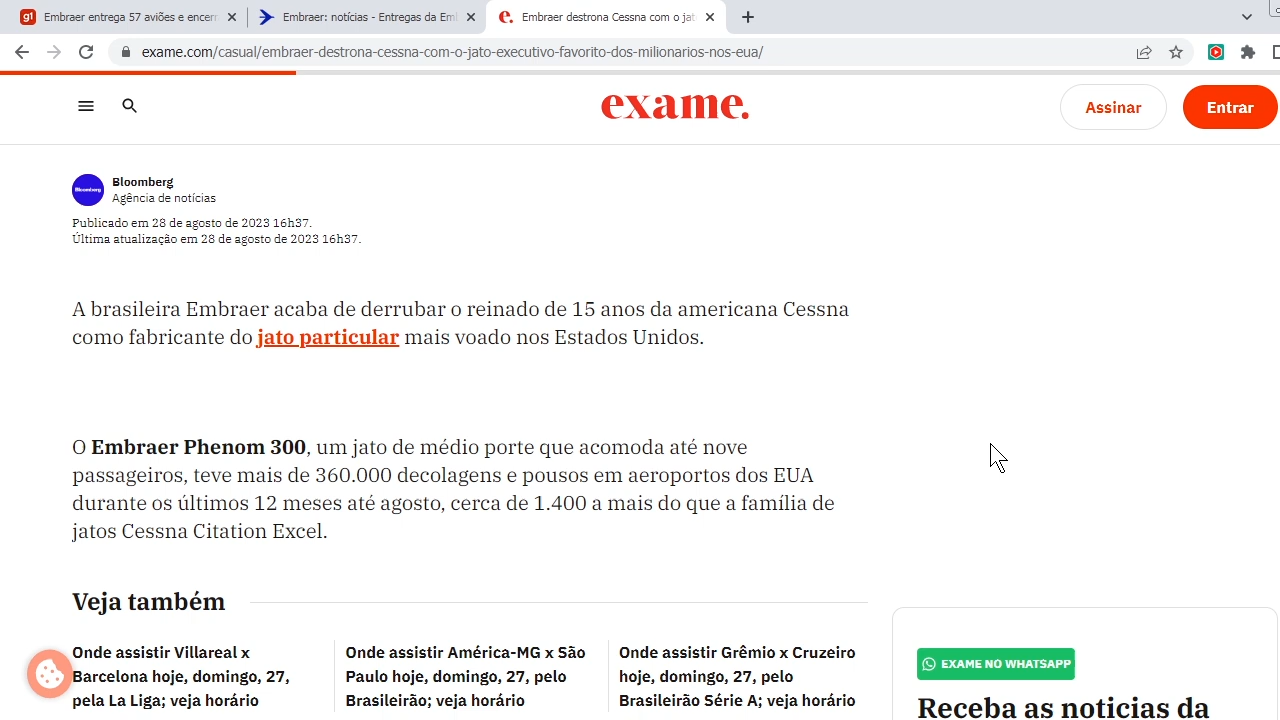 g1 Embraer entrega 57 aviões e encerr
Embraer: notícias - Entregas da Em
e. Embraer destrona Cessna com o jat
exame.com/casual/embraer-destrona-cessna-com-o-jato-executivo-favorito-dos-milionarios-nos-eua/
exame.
Assinar
Entrar
Bloomberg
Bloomberg
Agência de notícias
Publicado em 28 de agosto de 2023 16h37.
Última atualização em 28 de agosto de 2023 16h37.
A brasileira Embraer acaba de derrubar o reinado de 15 anos da americana Cessna
como fabricante do jato particular mais voado nos Estados Unidos.
O Embraer Phenom 300, um jato de médio porte que acomoda até nove
passageiros, teve mais de 360.000 decolagens e pousos em aeroportos dos EUA
durante os últimos 12 meses até agosto, cerca de 1.400 a mais do que a família de
jatos Cessna Citation Excel.
Veja também
Onde assistir Villareal x
Barcelona hoje, domingo, 27,
pela La Liga; veja horário
Onde assistir América-MG x São
Paulo hoje, domingo, 27, pelo
Brasileirão; veja horário
Onde assistir Grêmio x Cruzeiro
hoje, domingo, 27, pelo
Brasileirão Série A; veja horário
EXAME NO WHATSAPP
Receba as noticias da